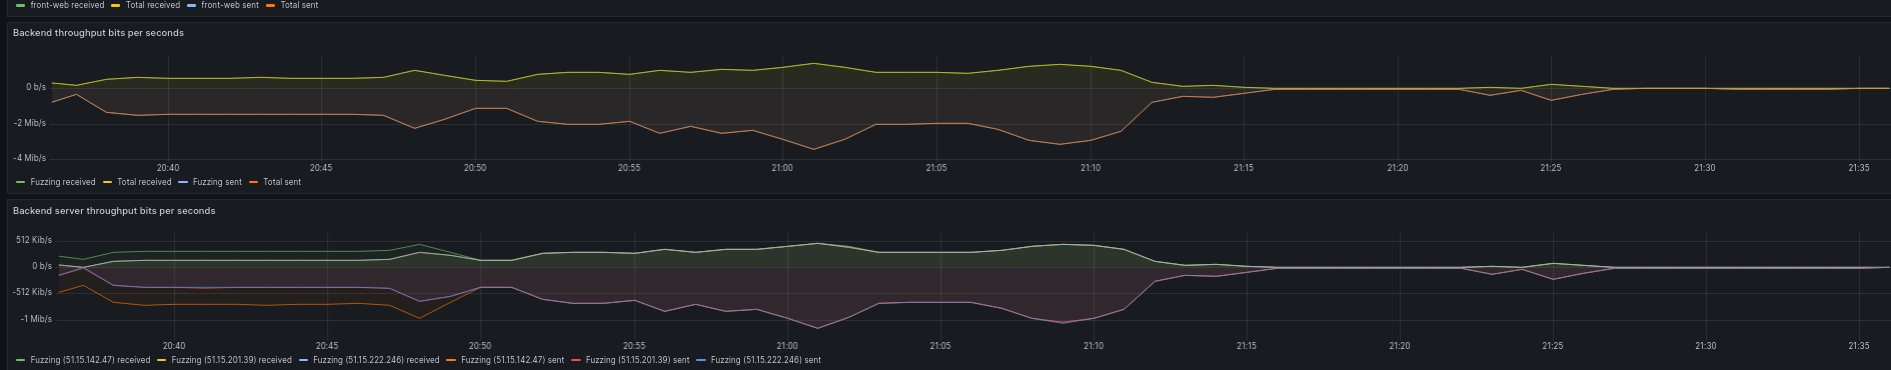 front-web received Total received front-web sent Total sent
Backend throughput bits per seconds
0 b/s
-2 Mib/s
-4 Mib/s
20:40 20:45 20:50 20:55 21:00 21:05 21:10 21:15 21:20 21:25 21:30 21:35
Fuzzing received Total received Fuzzing sent Total sent
Backend server throughput bits per seconds
512 Kib/s
0 b/s
-512 Kib/s
-1 Mib/s
20:40 20:45 20:50 20:55 21:00 21:05 21:10 21:15 21:20 21:25 21:30 21:35
Fuzzing (51.15.142.47) received Fuzzing (51.15.201.39) received Fuzzing (51.15.222.246) received Fuzzing (51.15.142.47) sent Fuzzing (51.15.201.39) sent Fuzzing (51.15.222.246) sent